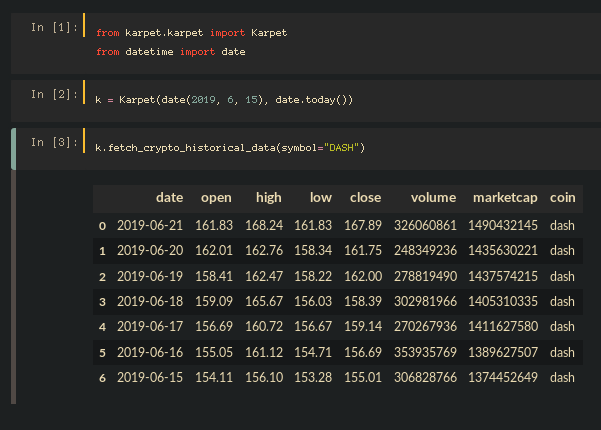 In [1]: from karpet.karpet import Karpet
from datetime import date
In [2]: k = Karpet(date(2019, 6, 15), date.today())
In [3]: k.fetch_crypto_historical_data(symbol="DASH")
date open high low close volume marketcap coin
0 2019-06-21 161.83 168.24 161.83 167.89 326060861 1490432145 dash
1 2019-06-20 162.01 162.76 158.34 161.75 248349236 1435630221 dash
2 2019-06-19 158.41 162.47 158.22 162.00 278819490 1437574215 dash
3 2019-06-18 159.09 165.67 156.03 158.39 302981966 1405310335 dash
4 2019-06-17 156.69 160.72 156.67 159.14 270267936 1411627580 dash
5 2019-06-16 155.05 161.12 154.71 156.69 353935769 1389627507 dash
6 2019-06-15 154.11 156.10 153.28 155.01 306828766 1374452649 dash